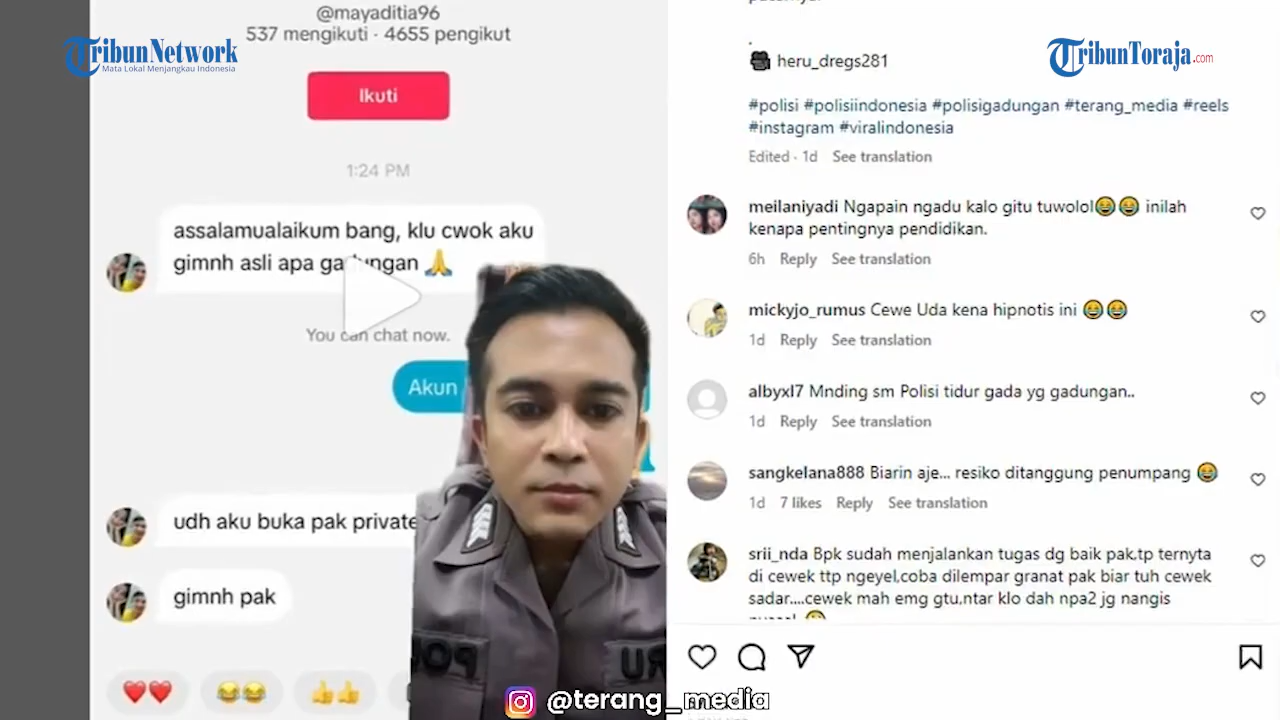 @mayaditia96
537 mengikuti · 4655 pengikut
TribunNetwork
Mata Lokal Menjangkau Indonesia
Ikuti
1:24 PM
assalamualaikum bang, klu cwok aku
gimnh asli apa gadungan 🙏
You can chat now.
Akun
udh aku buka pak private
gimnh pak
@terang_media
TribunToraja.com
.
🎥 heru_dregs281
#polisi #polisiindonesia #polisigadungan #terang_media #reels
#instagram #viralindonesia
Edited · 1d See translation
meilaniyadi Ngapain ngadu kalo gitu tuwolol😂😂 inilah
kenapa pentingnya pendidikan.
6h Reply See translation
mickyjo_rumus Cewe Uda kena hipnotis ini 😂😂
1d Reply See translation
albyxl7 Mnding sm Polisi tidur gada yg gadungan..
1d Reply See translation
sangkelana888 Biarin aje... resiko ditanggung penumpang 😂
1d 7 likes Reply See translation
srii_nda Bpk sudah menjalankan tugas dg baik pak.tp ternyta
di cewek ttp ngeyel,coba dilempar granat pak biar tuh cewek
sadar....cewek mah emg gtu,ntar klo dah npa2 jg nangis